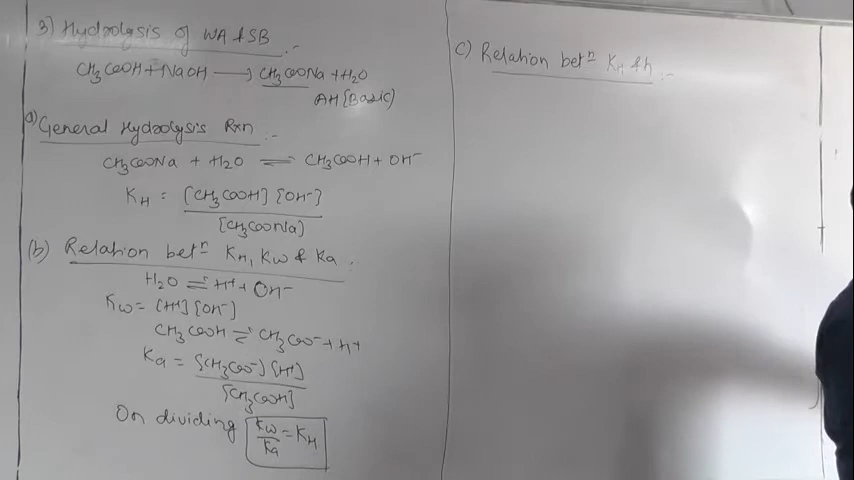 3) Hydrolysis of WA & SB :-
CH3COOH + NaOH ⟶ CH3COONa + H2O
AH [Basic]
a) General Hydrolysis Rxn :-
CH3COONa + H2O ⇌ CH3COOH + OH⁻
KH = [CH3COOH] [OH⁻]
[CH3COONa]
(b) Relation betⁿ KH, Kw & Ka :
H2O ⇌ H⁺ + OH⁻
Kw = [H⁺] [OH⁻]
CH3COOH ⇌ CH3COO⁻ + H⁺
Ka = [CH3COO⁻] [H⁺]
[CH3COOH]
On dividing Kw/Ka = KH
C) Relation betⁿ KH & h :-